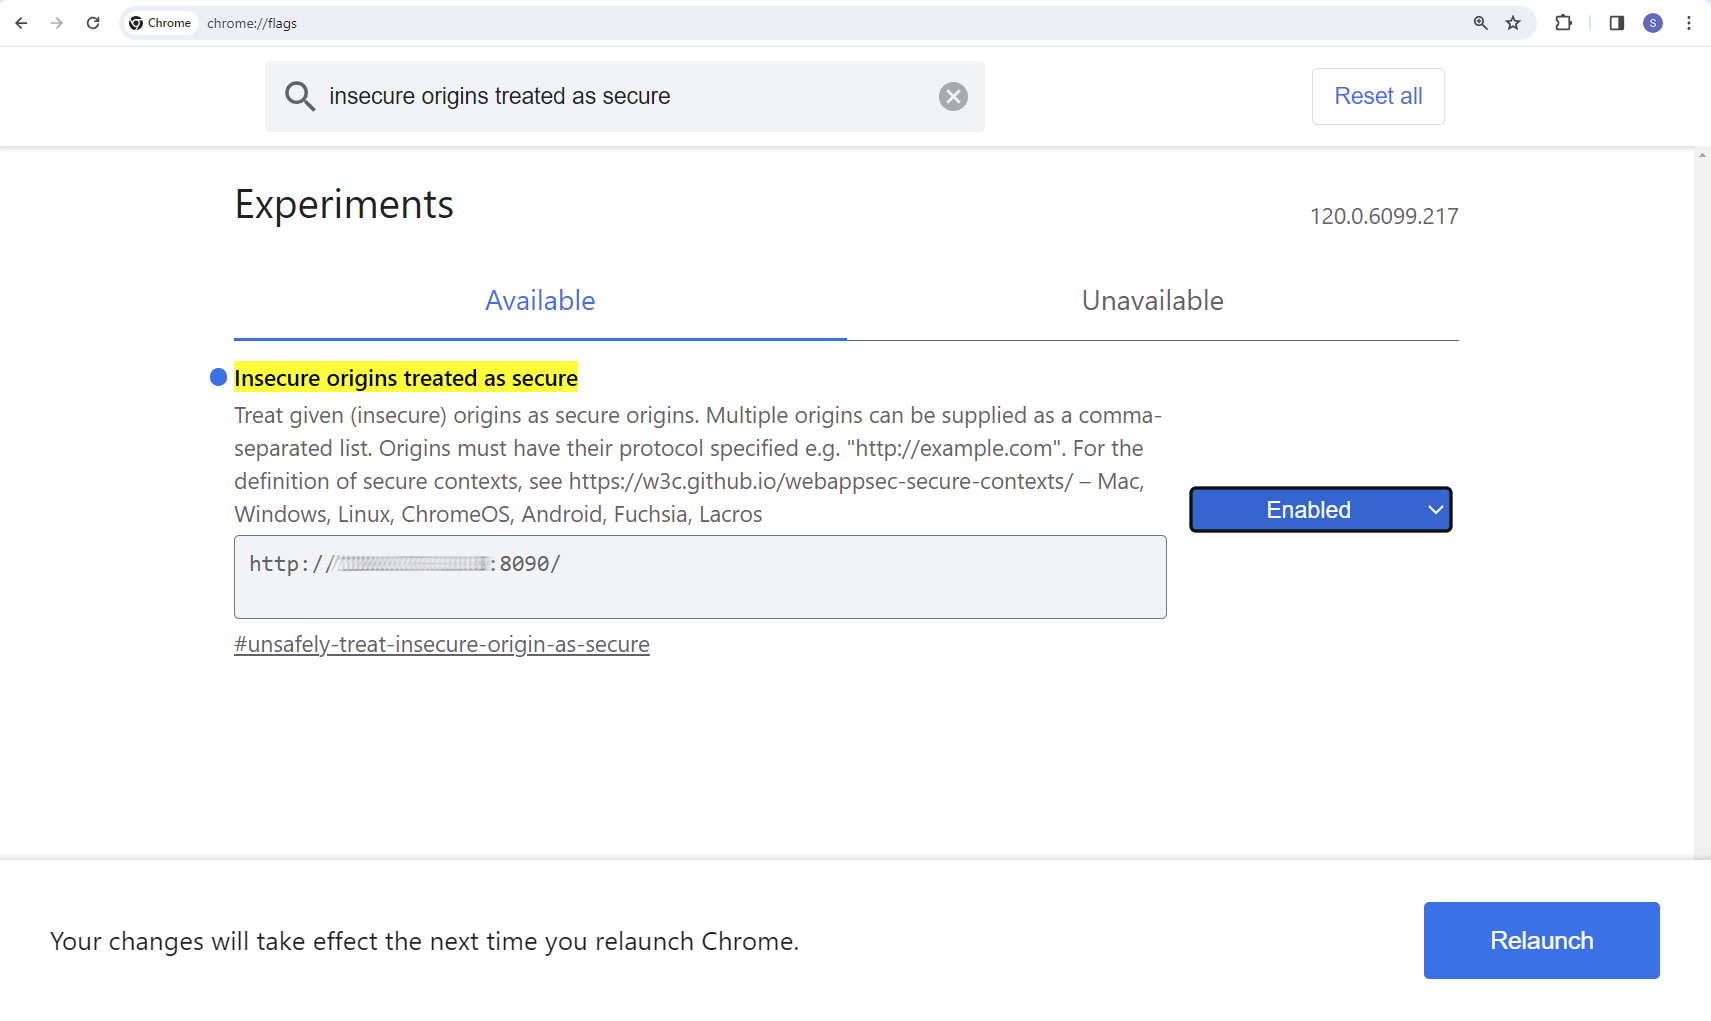 Chrome chrome://flags
S
insecure origins treated as secure
Reset all
Experiments
120.0.6099.217
Available
Unavailable
Insecure origins treated as secure
Treat given (insecure) origins as secure origins. Multiple origins can be supplied as a comma-
separated list. Origins must have their protocol specified e.g. "http://example.com". For the
definition of secure contexts, see https://w3c.github.io/webappsec-secure-contexts/ – Mac,
Windows, Linux, ChromeOS, Android, Fuchsia, Lacros
Enabled
http:// :8090/
#unsafely-treat-insecure-origin-as-secure
Your changes will take effect the next time you relaunch Chrome.
Relaunch